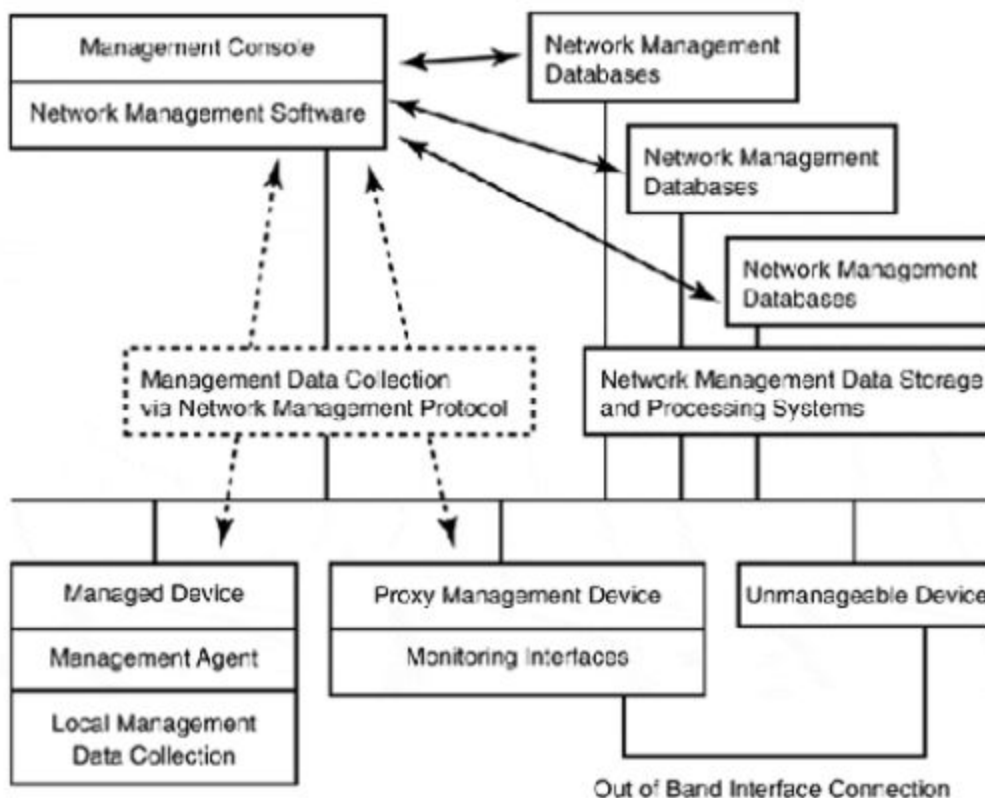 Management Console
Network Management Software
Network Management
Databases
Network Management
Databases
Network Management
Databases
Management Data Collection
via Network Management Protocol
Network Management Data Storage
and Processing Systems
Managed Device
Management Agent
Local Management
Data Collection
Proxy Management Device
Monitoring Interfaces
Unmanageable Device
Out of Band Interface Connection